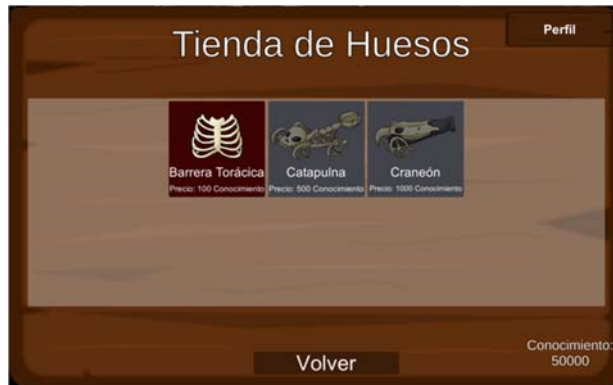 Tienda de Huesos
Perfil
Barrera Torácica
Precio: 100 Conocimiento
Catapulna
Precio: 500 Conocimiento
Craneón
Precio: 1000 Conocimiento
Volver
Conocimiento:
50000